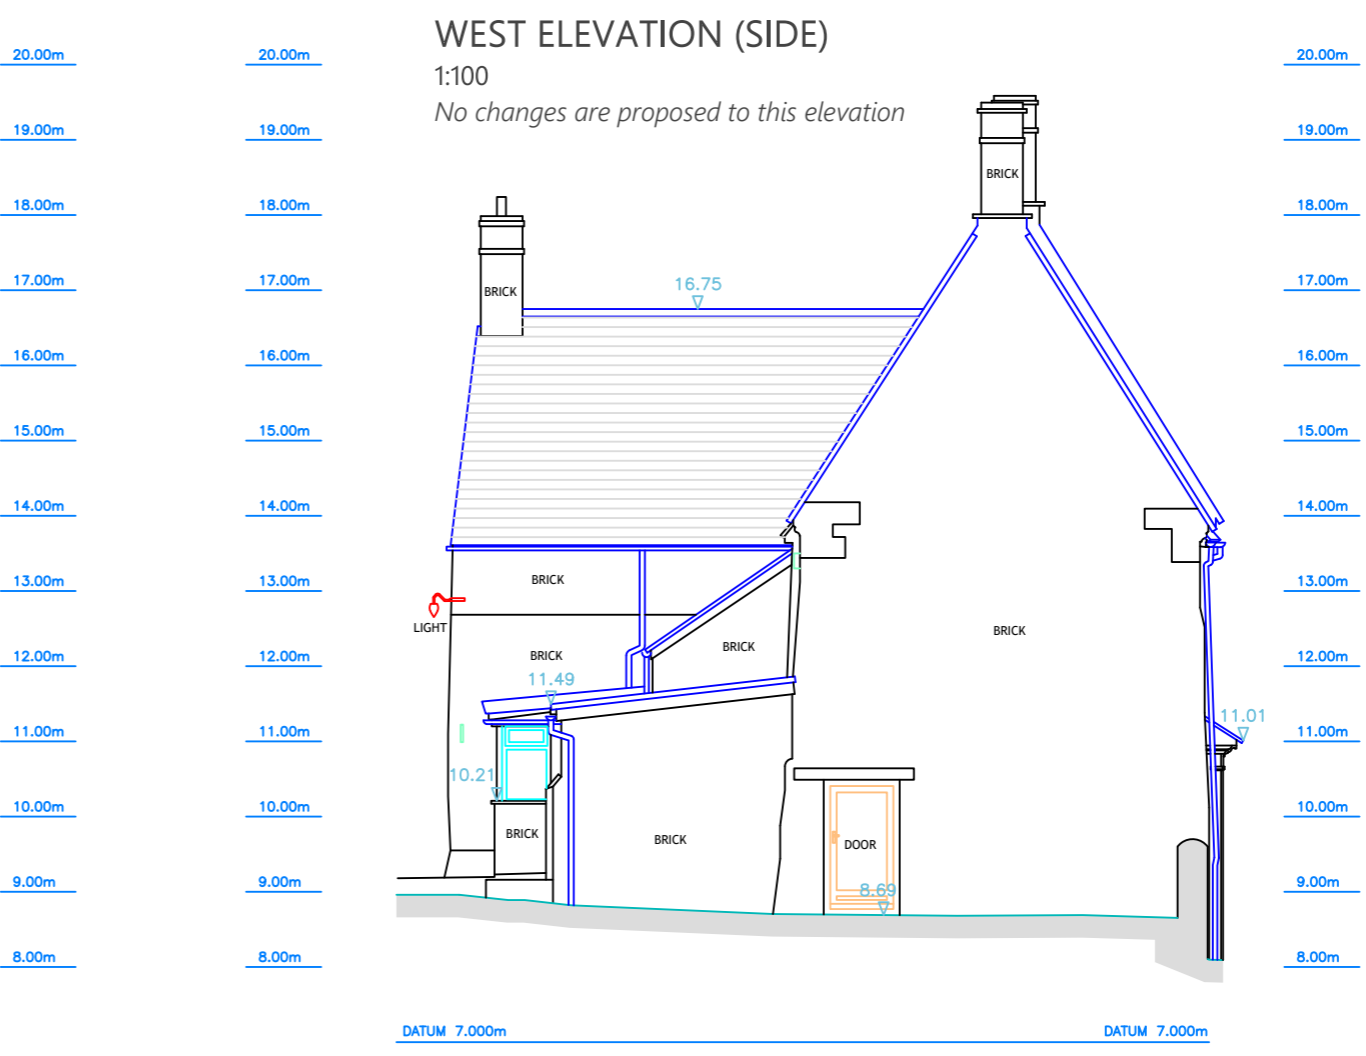 WEST ELEVATION (SIDE)
1:100
No changes are proposed to this elevation
20.00m 20.00m 20.00m
19.00m 19.00m 19.00m
BRICK
18.00m 18.00m 18.00m
17.00m 17.00m 16.75 17.00m
BRICK
16.00m 16.00m 16.00m
15.00m 15.00m 15.00m
14.00m 14.00m 14.00m
13.00m 13.00m BRICK 13.00m
LIGHT BRICK
BRICK
12.00m 12.00m BRICK 12.00m
11.49
11.01
11.00m 11.00m 11.00m
10.21
10.00m 10.00m 10.00m
BRICK BRICK DOOR
9.00m 9.00m 8.69 9.00m
8.00m 8.00m 8.00m
DATUM 7.000m DATUM 7.000m